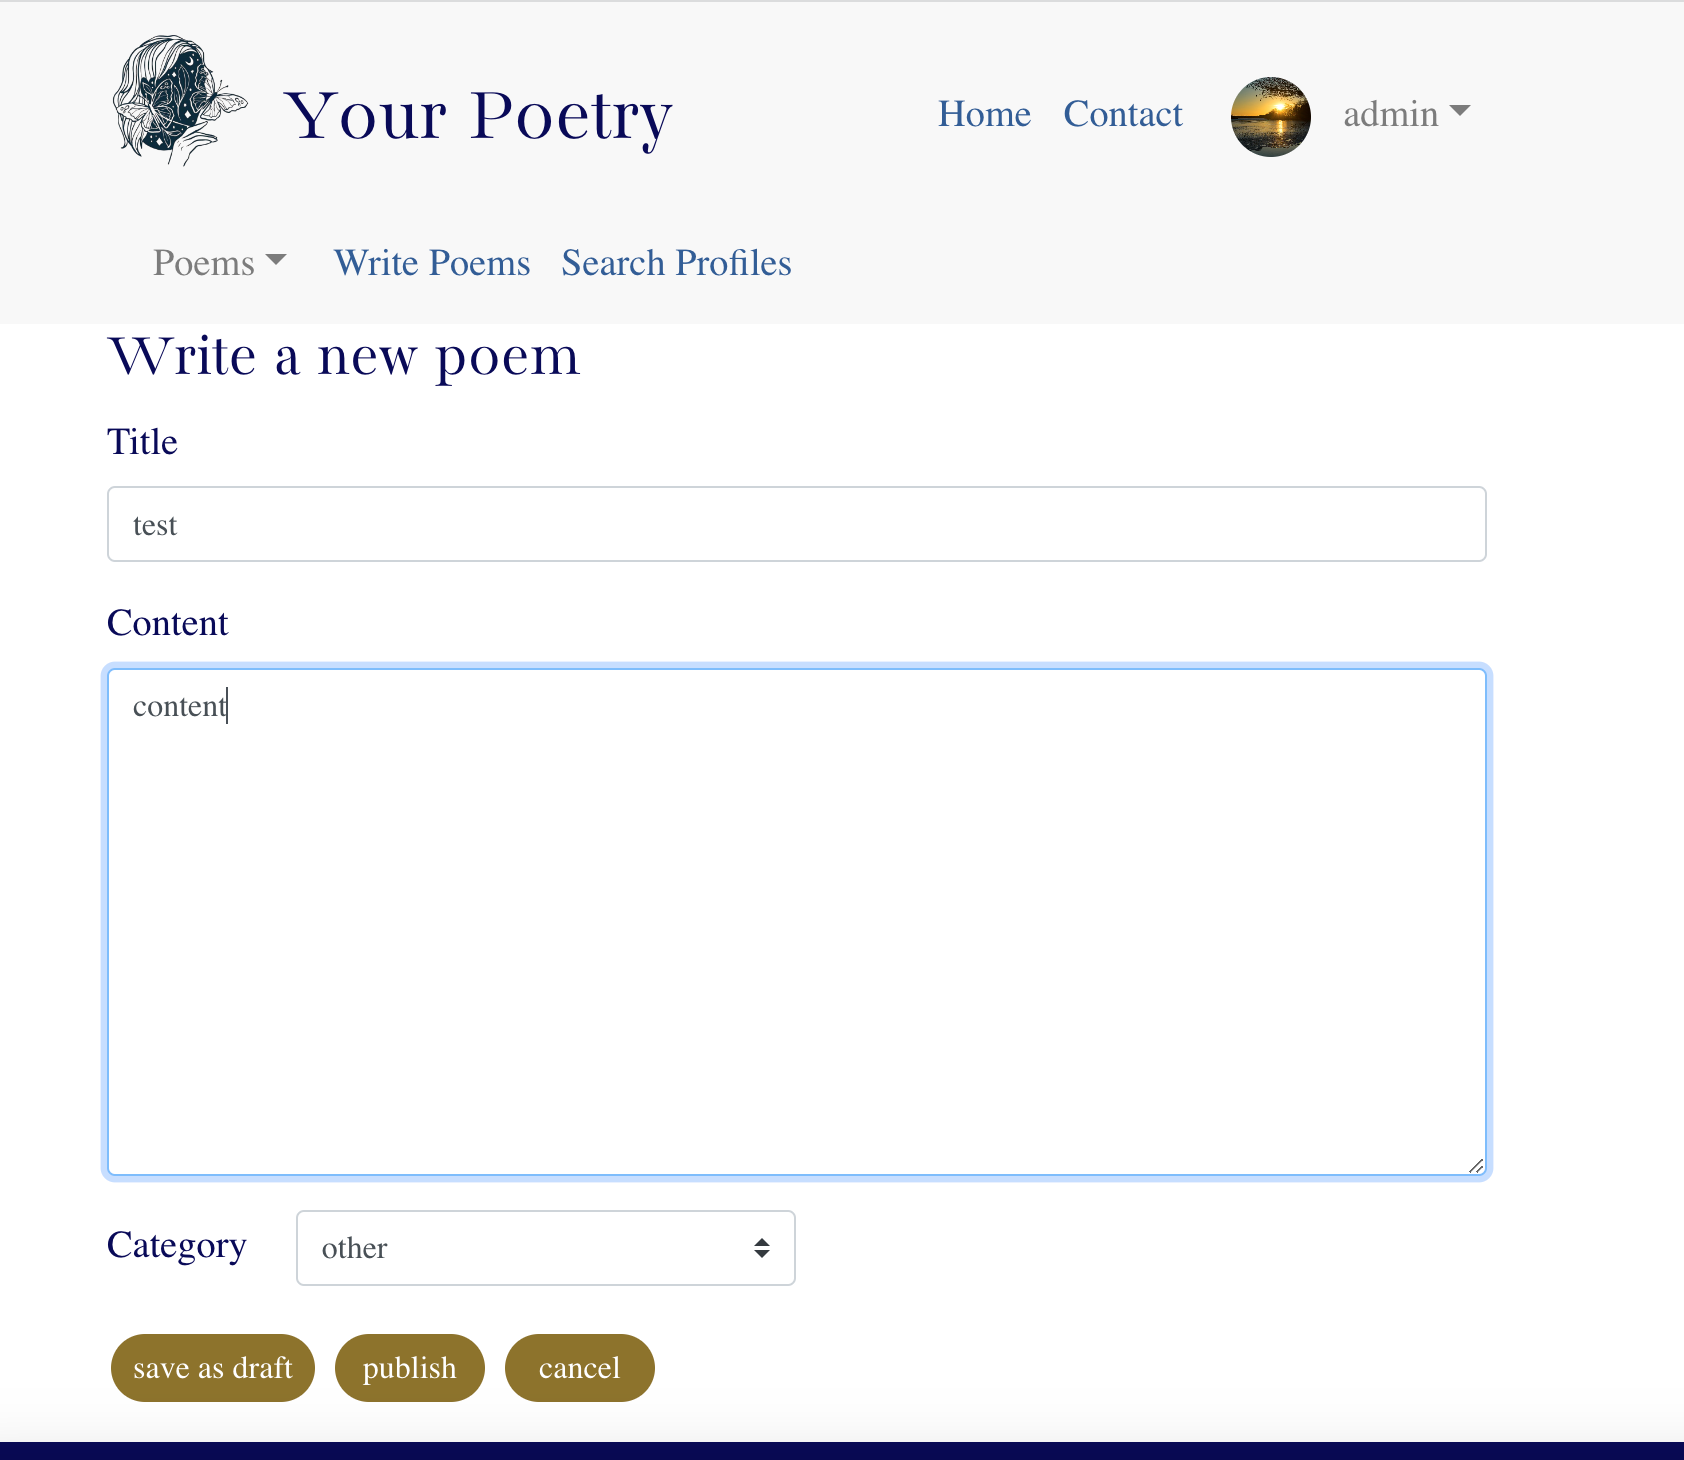 Your Poetry
Home Contact admin
Poems Write Poems Search Profiles
Write a new poem
Title
test
Content
content
Category other
save as draft publish cancel